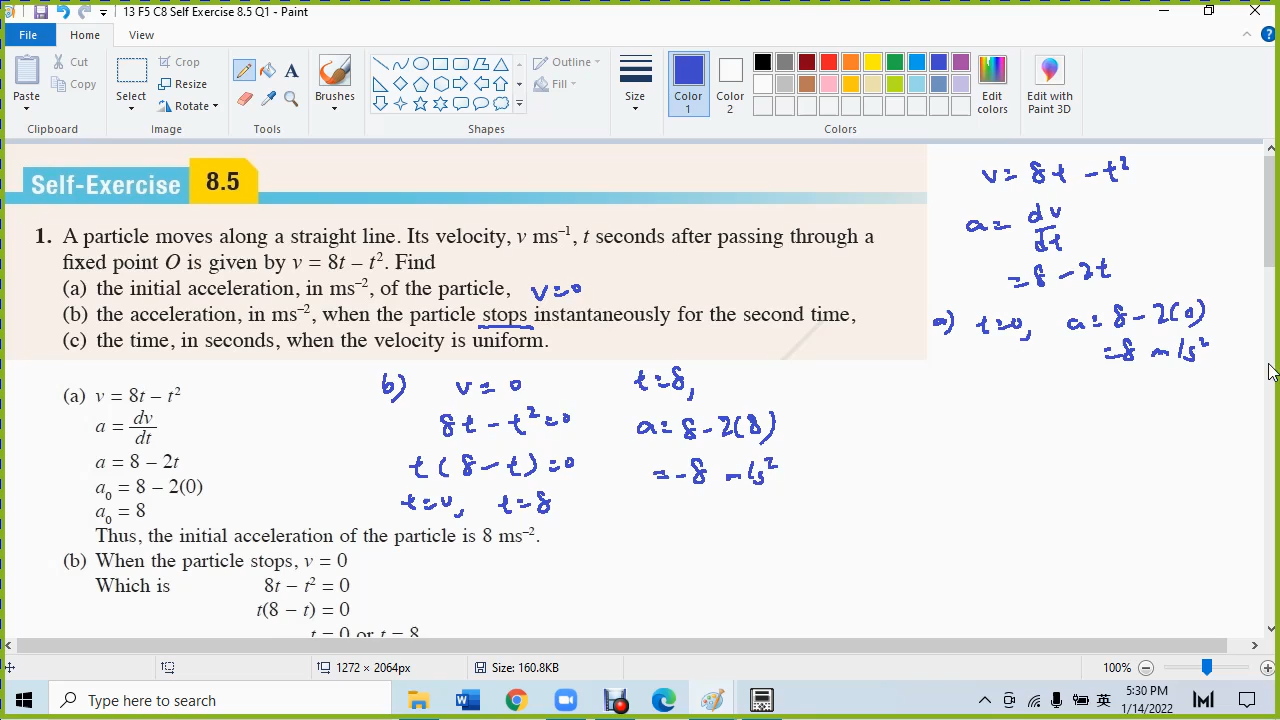 13 F5 C8 Self Exercise 8.5 Q1 - Paint
File Home View
Paste Cut Copy Select Crop Resize Rotate Brushes Outline Fill Size Color 1 Color 2 Edit colors Edit with Paint 3D
Clipboard Image Tools Shapes Colors
Self-Exercise 8.5
1. A particle moves along a straight line. Its velocity, v ms⁻¹, t seconds after passing through a
fixed point O is given by v = 8t – t². Find
(a) the initial acceleration, in ms⁻², of the particle, v=0
(b) the acceleration, in ms⁻², when the particle stops instantaneously for the second time,
(c) the time, in seconds, when the velocity is uniform.
v = 8t - t²
a = dv/dt
= 8 - 2t
a) t=0, a = 8 - 2(0)
= 8 m/s²
(a) v = 8t – t²
a = dv/dt
a = 8 – 2t
a₀ = 8 – 2(0)
a₀ = 8
Thus, the initial acceleration of the particle is 8 ms⁻².
b) v = 0
8t - t² = 0
t(8 - t) = 0
t=0, t=8
t=8,
a = 8 - 2(8)
= -8 m/s²
(b) When the particle stops, v = 0
Which is 8t – t² = 0
t(8 – t) = 0
t = 0 or t = 8
1272 × 2064px Size: 160.8KB 100%
Type here to search
英 5:30 PM
1/14/2022